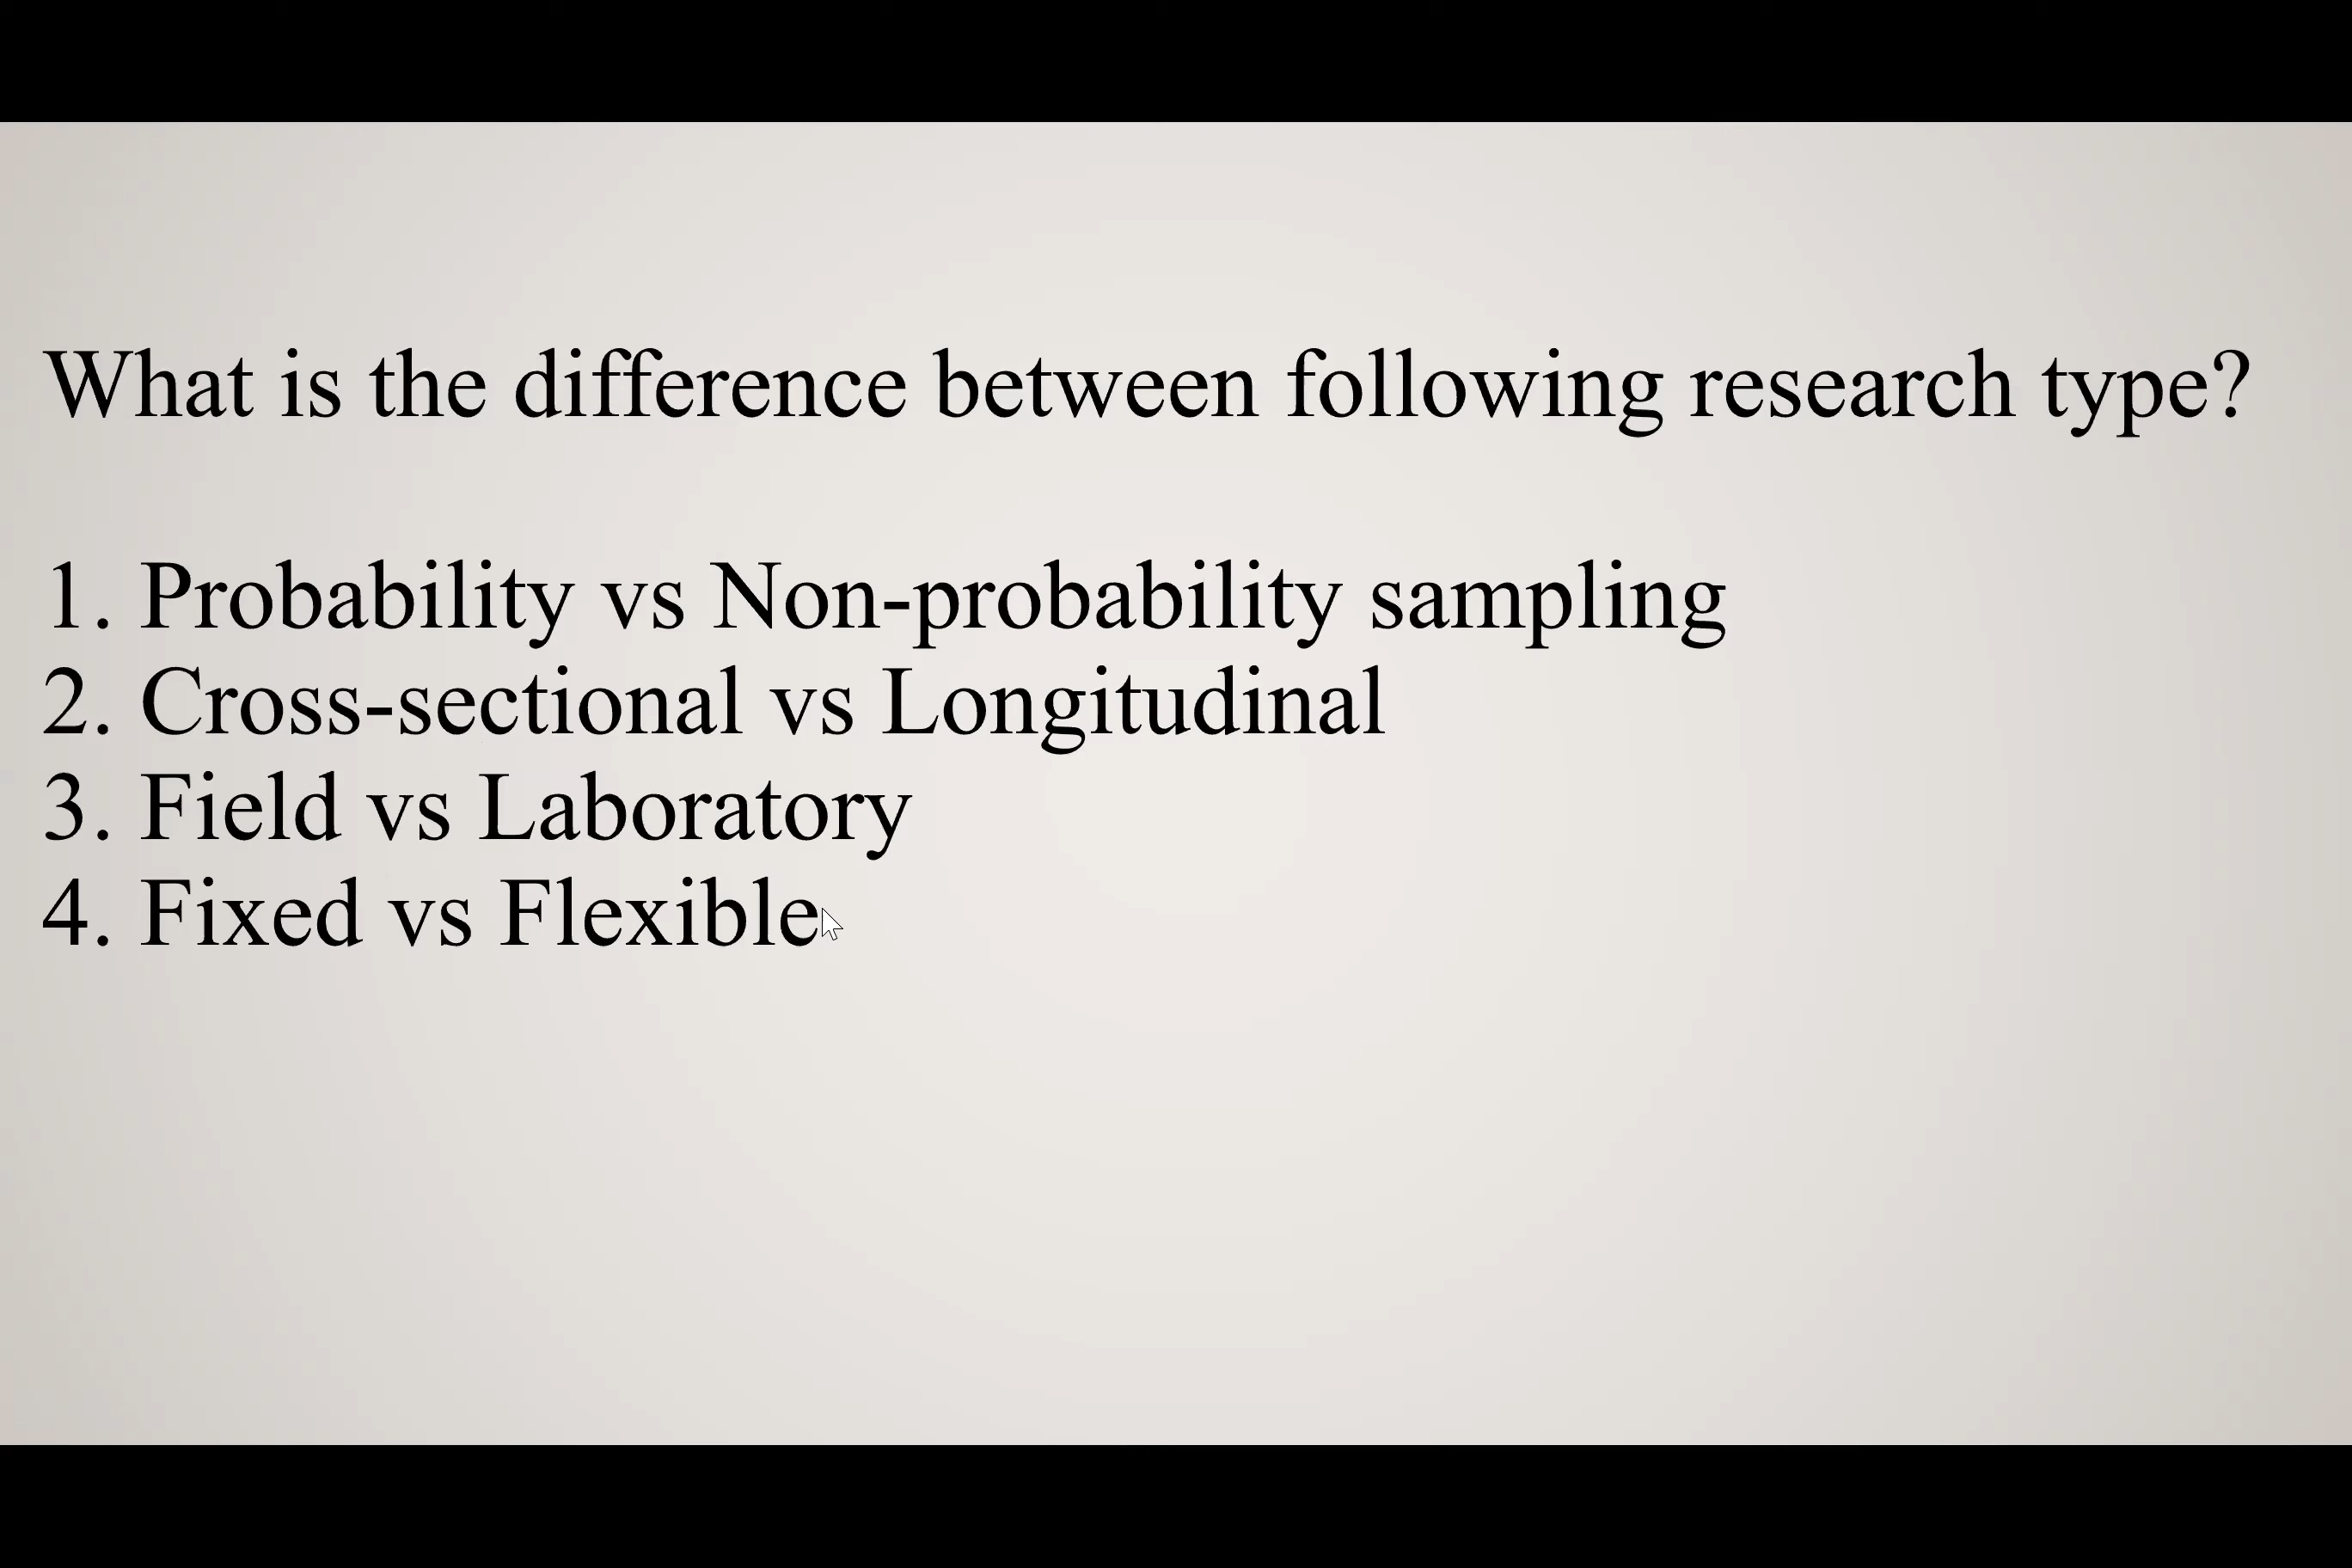 What is the difference between following research type?
1. Probability vs Non-probability sampling
2. Cross-sectional vs Longitudinal
3. Field vs Laboratory
4. Fixed vs Flexible